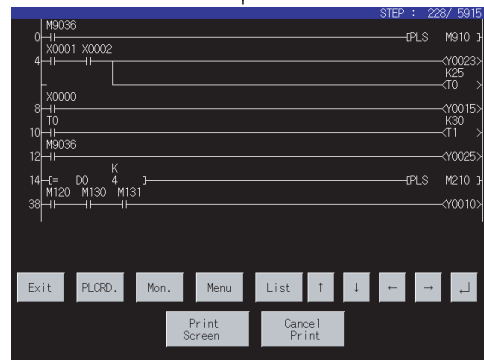 STEP : 228/ 5915
M9036
0 [PLS M910 ]
X0001 X0002
4 <Y0023>
K25
<T0 >
X0000
8 <Y0015>
T0 K30
10 <T1 >
M9036
12 <Y0025>
K
14 [= D0 4 ] [PLS M210 ]
M120 M130 M131
38 <Y0010>
Exit PLCRD. Mon. Menu List ↑ ↓ ← → ↵
Print Cancel
Screen Print